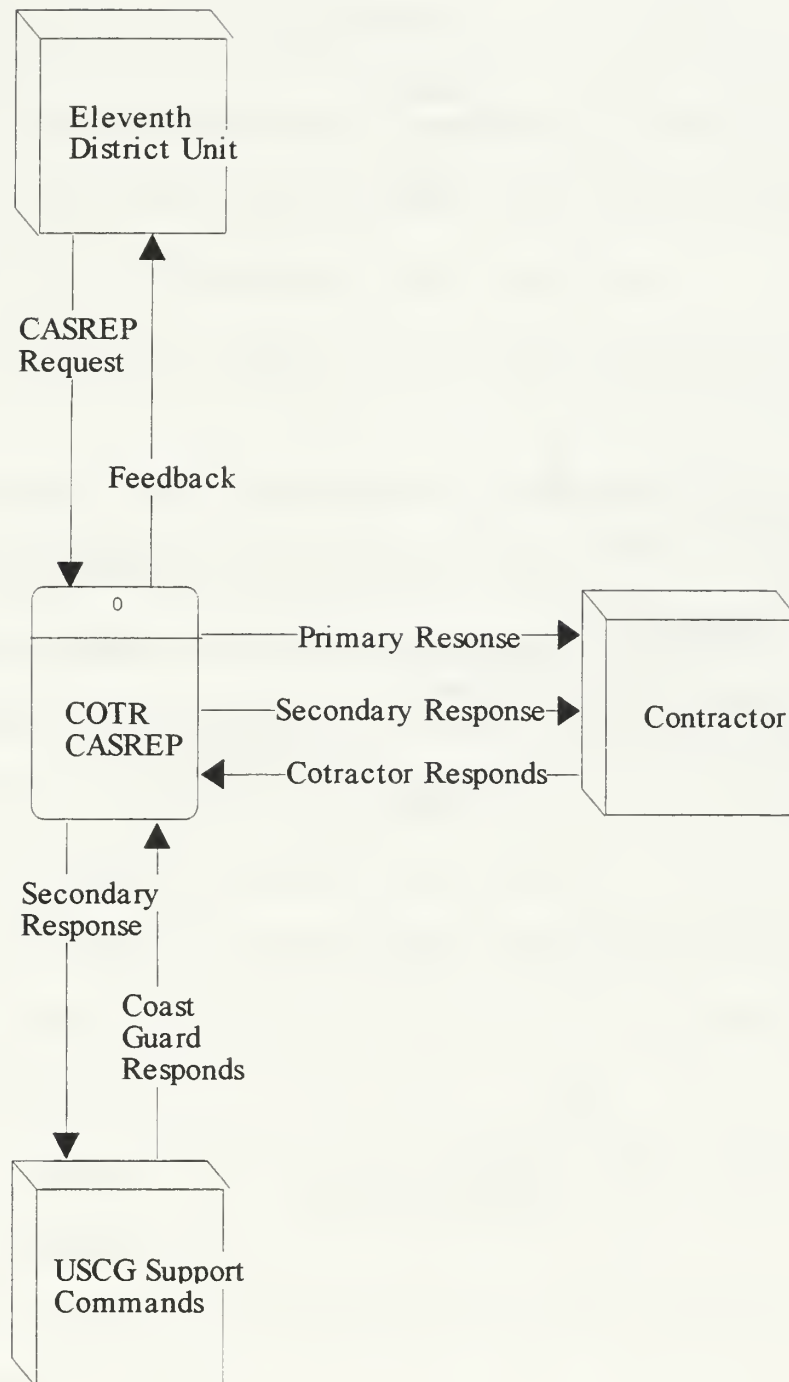 Eleventh
District Unit
CASREP
Request
Feedback
0
COTR
CASREP
Primary Resonse
Secondary Response
Cotractor Responds
Contractor
Secondary
Response
Coast
Guard
Responds
USCG Support
Commands